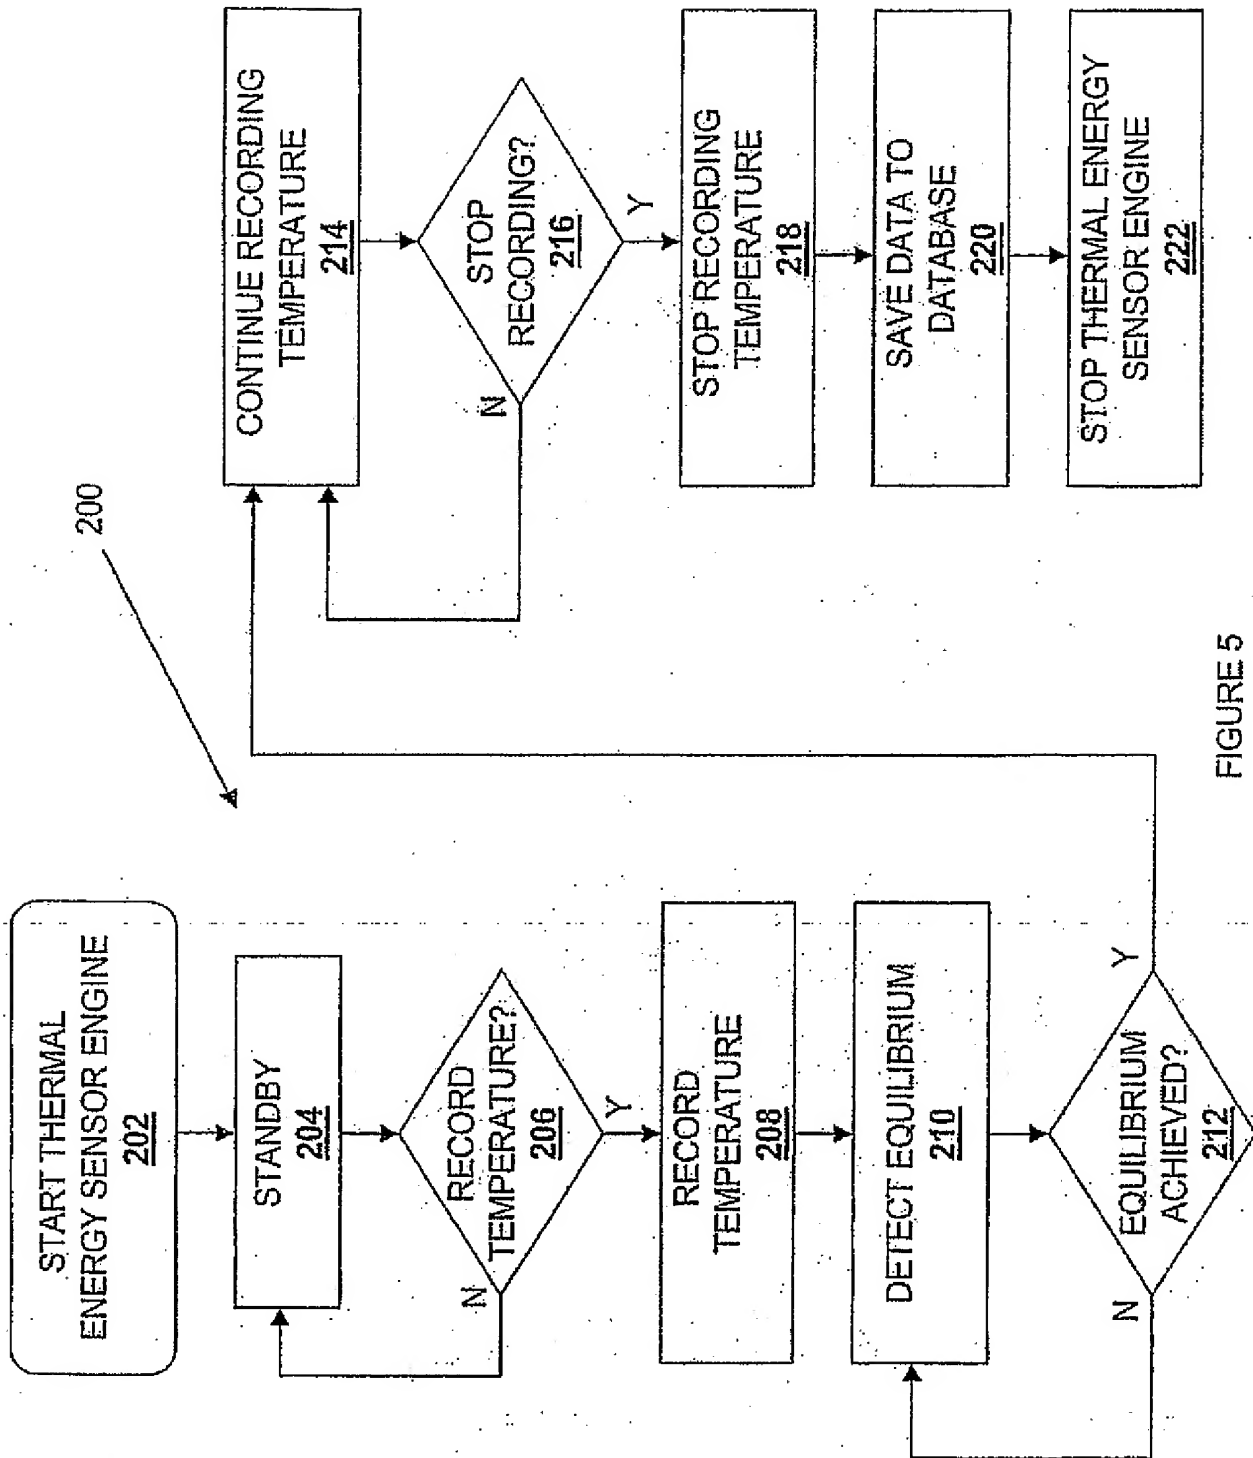 200
START THERMAL
ENERGY SENSOR ENGINE
202
STANDBY
204
RECORD
TEMPERATURE?
206
N
Y
RECORD
TEMPERATURE
208
DETECT EQUILIBRIUM
210
EQUILIBRIUM
ACHIEVED?
212
N
Y
CONTINUE RECORDING
TEMPERATURE
214
STOP
RECORDING?
216
N
Y
STOP RECORDING
TEMPERATURE
218
SAVE DATA TO
DATABASE
220
STOP THERMAL ENERGY
SENSOR ENGINE
222
FIGURE 5